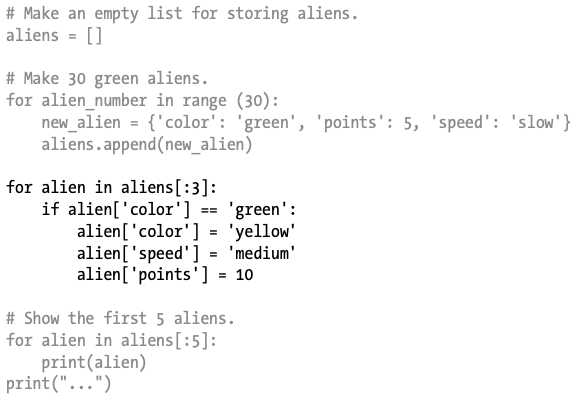 # Make an empty list for storing aliens.
aliens = []

# Make 30 green aliens.
for alien_number in range (30):
    new_alien = {'color': 'green', 'points': 5, 'speed': 'slow'}
    aliens.append(new_alien)

for alien in aliens[:3]:
    if alien['color'] == 'green':
        alien['color'] = 'yellow'
        alien['speed'] = 'medium'
        alien['points'] = 10

# Show the first 5 aliens.
for alien in aliens[:5]:
    print(alien)
print("...")